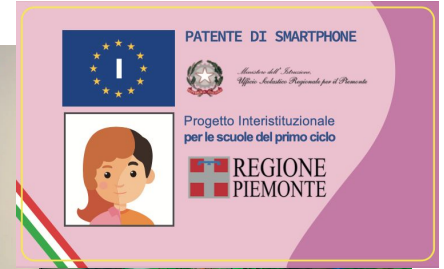 PATENTE DI SMARTPHONE
I
Ministero dell'Istruzione
Ufficio Scolastico Regionale per il Piemonte
Progetto Interistituzionale
per le scuole del primo ciclo
REGIONE
PIEMONTE